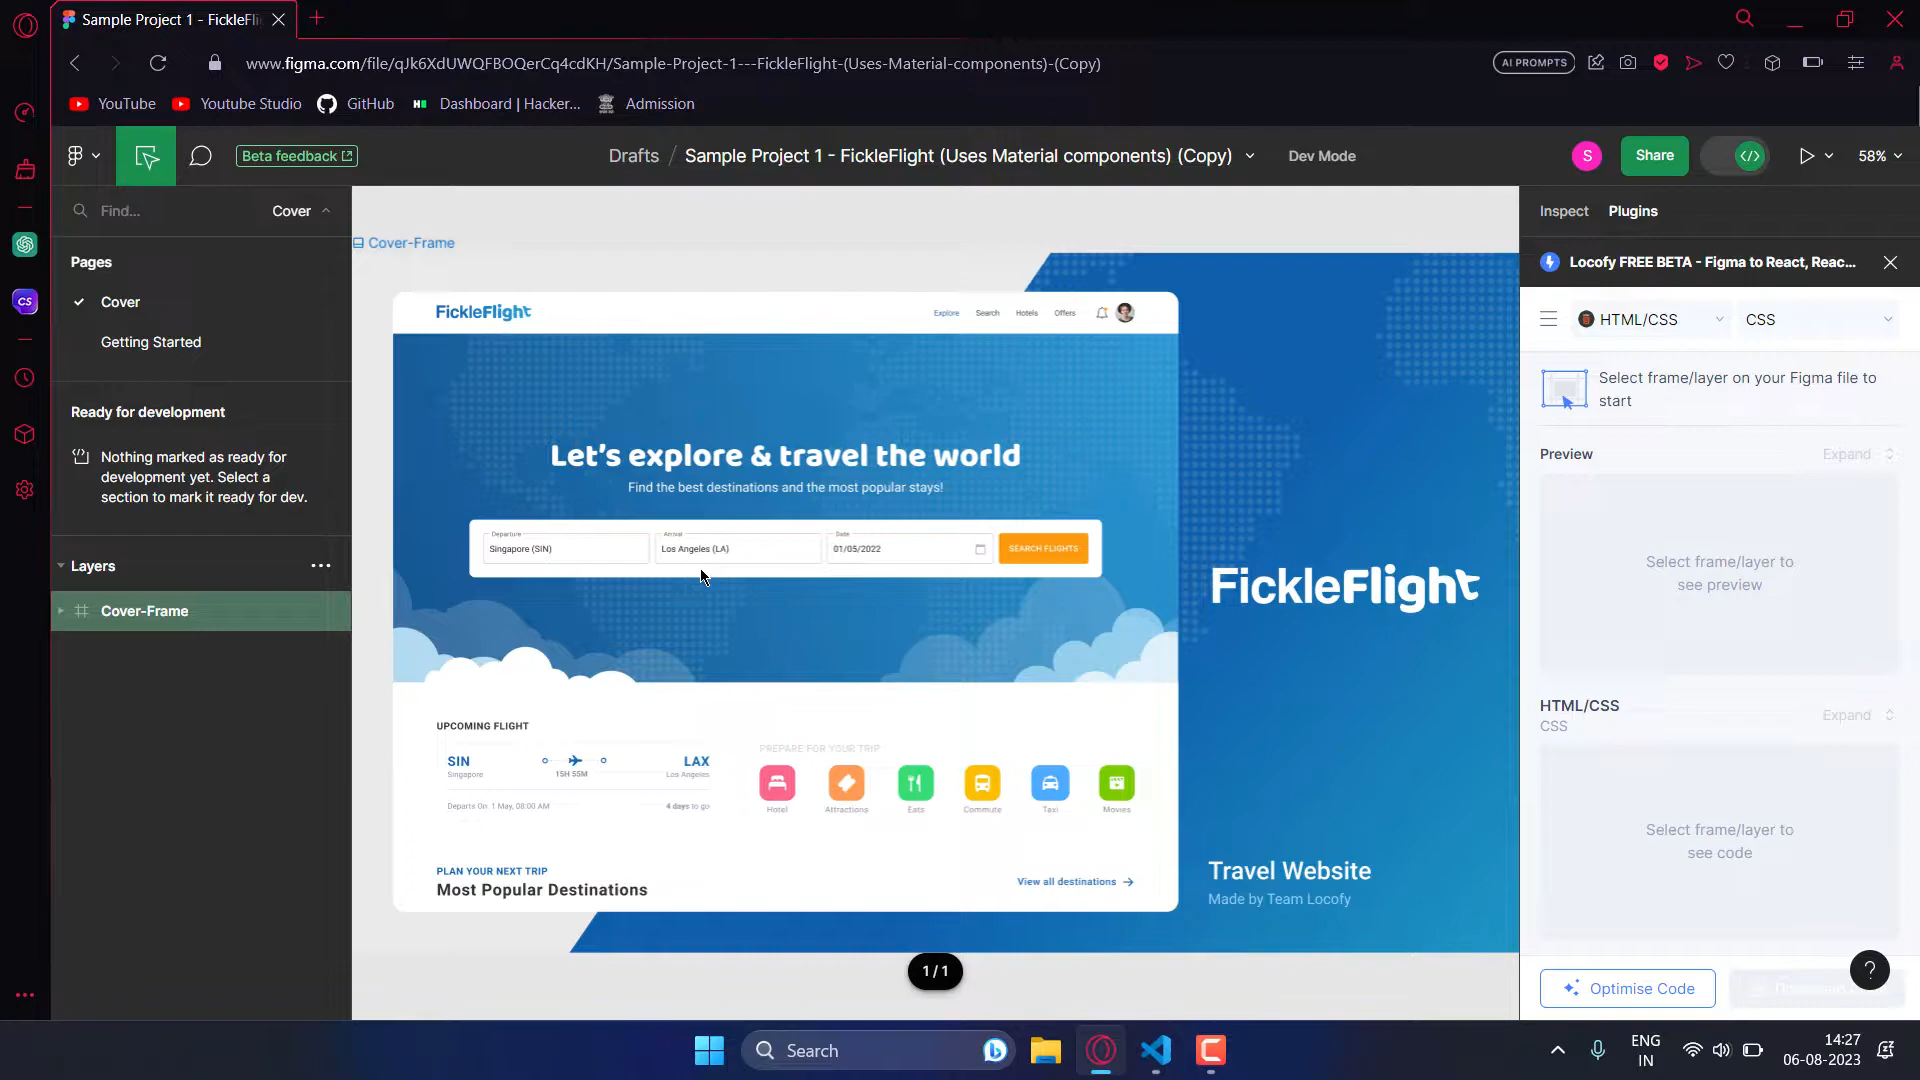 Sample Project 1 - FickleFli
www.figma.com/file/qJk6XdUWQFBOQerCq4cdKH/Sample-Project-1---FickleFlight-(Uses-Material-components)-(Copy)
AI PROMPTS
YouTube
Youtube Studio
GitHub
Dashboard | Hacker...
Admission
Beta feedback
Drafts / Sample Project 1 - FickleFlight (Uses Material components) (Copy)
Dev Mode
S
Share
58%
Find...
Cover
Pages
Cover
Getting Started
Ready for development
Nothing marked as ready for
development yet. Select a
section to mark it ready for dev.
Layers
Cover-Frame
Cover-Frame
FickleFlight
Explore
Search
Hotels
Offers
Let's explore & travel the world
Find the best destinations and the most popular stays!
Departure
Singapore (SIN)
Arrival
Los Angeles (LA)
Date
01/05/2022
SEARCH FLIGHTS
UPCOMING FLIGHT
SIN
Singapore
15H 55M
LAX
Los Angeles
Departs On: 1 May, 08:00 AM
4 days to go
PREPARE FOR YOUR TRIP
Hotel
Attractions
Eats
Commute
Taxi
Movies
PLAN YOUR NEXT TRIP
Most Popular Destinations
View all destinations
FickleFlight
Travel Website
Made by Team Locofy
1 / 1
Inspect
Plugins
Locofy FREE BETA - Figma to React, Reac...
HTML/CSS
CSS
Select frame/layer on your Figma file to
start
Preview
Expand
Select frame/layer to
see preview
HTML/CSS
CSS
Expand
Select frame/layer to
see code
Optimise Code
?
CS
Search
ENG
IN
14:27
06-08-2023